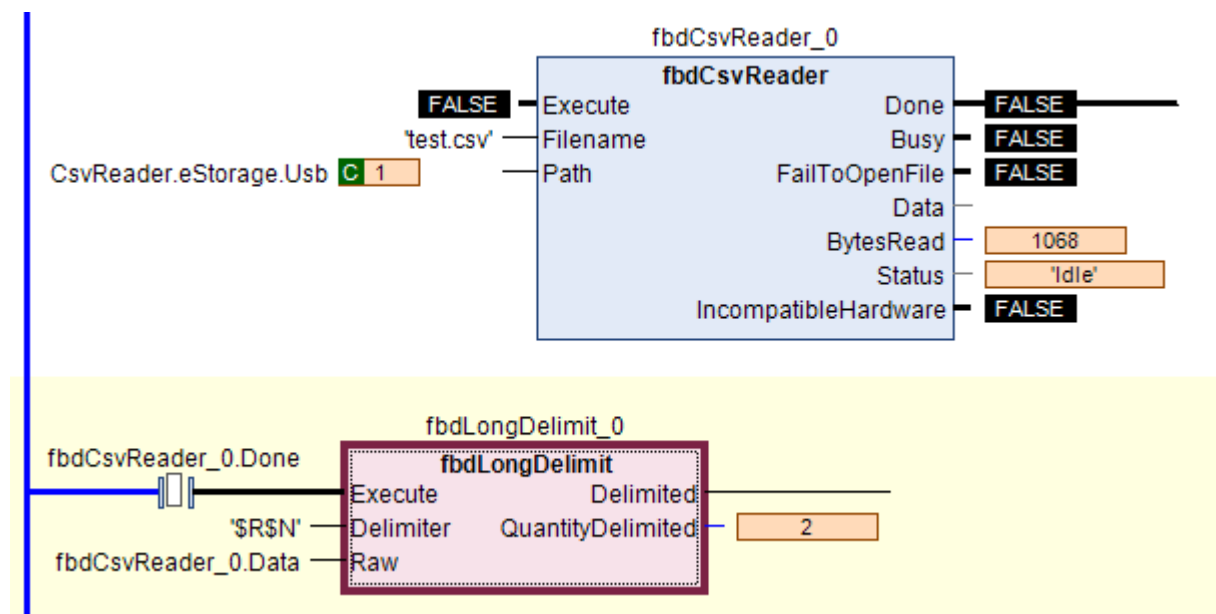 fbdCsvReader_0
fbdCsvReader
FALSE Execute Done FALSE
'test.csv' Filename Busy FALSE
CsvReader.eStorage.Usb C 1 Path FailToOpenFile FALSE
Data
BytesRead 1068
Status 'Idle'
IncompatibleHardware FALSE
fbdLongDelimit_0
fbdCsvReader_0.Done fbdLongDelimit
Execute Delimited
'$R$N' Delimiter QuantityDelimited 2
fbdCsvReader_0.Data Raw